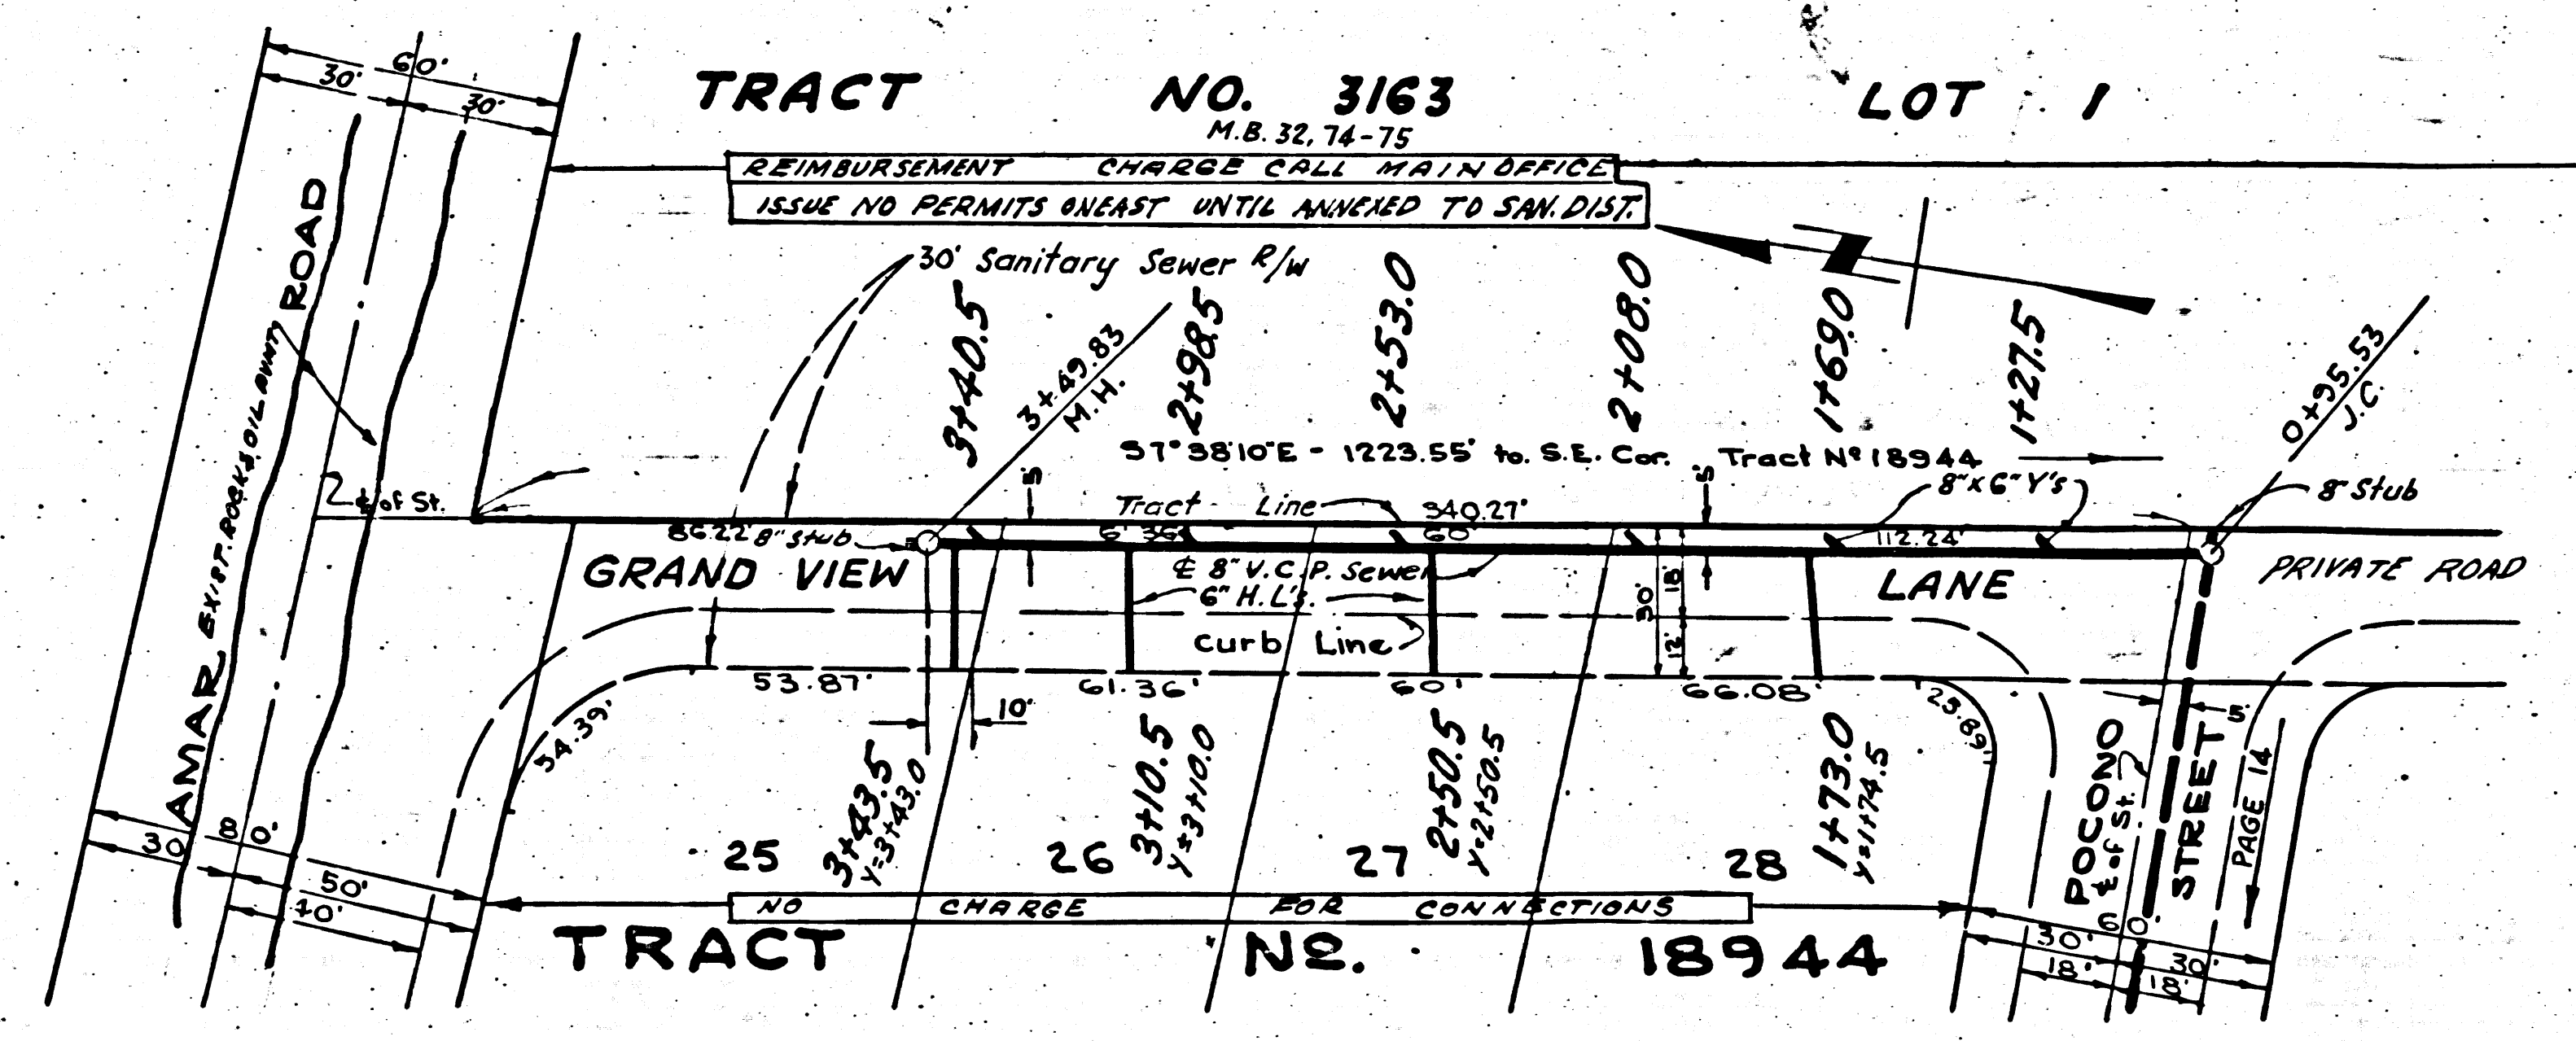 TRACT NO. 3163 LOT 1
M.B. 32, 74-75
REIMBURSEMENT CHARGE CALL MAIN OFFICE
ISSUE NO PERMITS ON EAST UNTIL ANNEXED TO SAN. DIST.
60'
30'
30'
30' Sanitary Sewer R/W
3+40.5
3+49.83
M.H.
2+98.5
2+53.0
2+08.0
1+69.0
1+27.5
0+95.53
J.C.
S7°38'10"E - 1223.55' to. S.E. Cor. Tract Nº 18944
8"x6" Y's
8" Stub
℄ of St.
Tract Line
340.27'
5'
5'
86.22'
8" Stub
60'
112.24'
GRAND VIEW LANE
PRIVATE ROAD
℄ 8" V.C.P. Sewer
6" H.L's.
Curb Line
30'
18'
12'
AMAR ROAD
53.87'
61.36'
60'
66.08'
23.89'
54.39'
10'
5'
3+43.5
Y=3+43.0
3+10.5
Y=3+10.0
2+50.5
Y=2+50.5
1+73.0
Y=1+74.5
25
26
27
28
POCONO STREET
℄ of St.
PAGE 14
80'
30
50'
40'
NO CHARGE FOR CONNECTIONS
60'
30'
30'
18'
18'
TRACT Nº. 18944